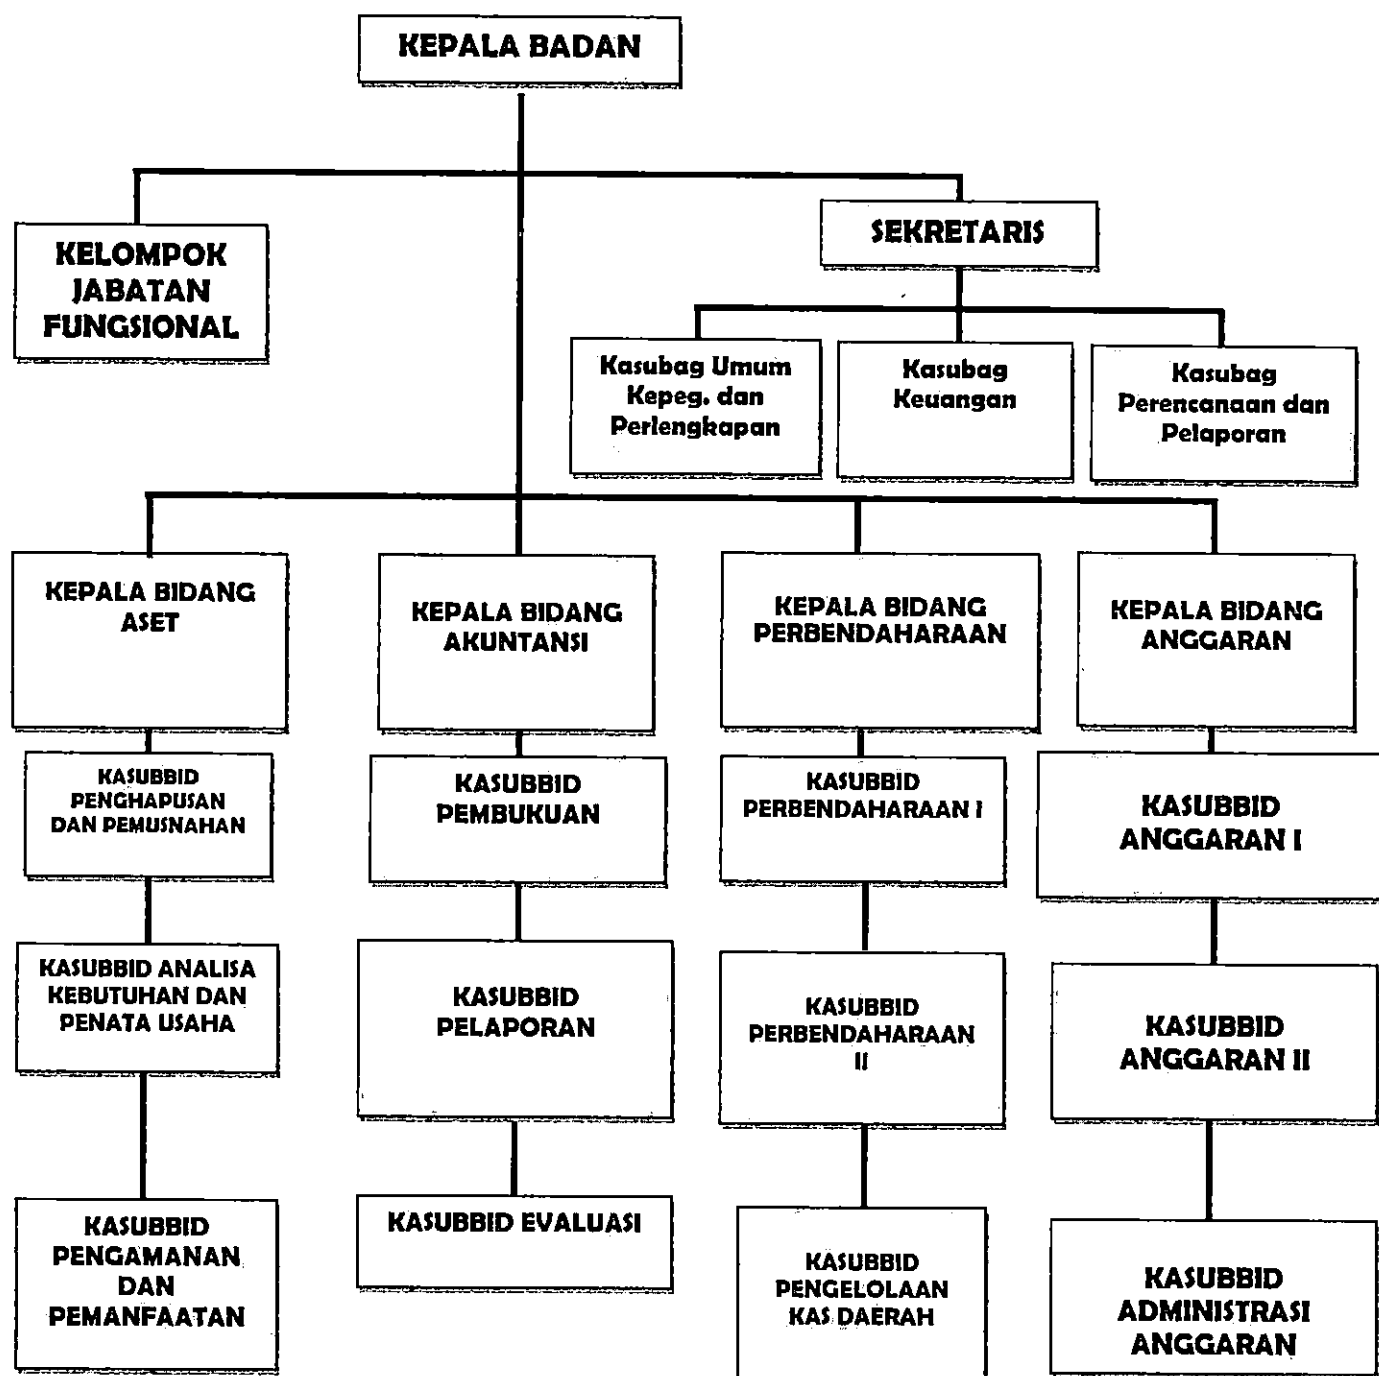 KEPALA BADAN
KELOMPOK
JABATAN
FUNGSIONAL
SEKRETARIS
Kasubag Umum
Kepeg. dan
Perlengkapan
Kasubag
Keuangan
Kasubag
Perencanaan dan
Pelaporan
KEPALA BIDANG
ASET
KEPALA BIDANG
AKUNTANSI
KEPALA BIDANG
PERBENDAHARAAN
KEPALA BIDANG
ANGGARAN
KASUBBID
PENGHAPUSAN
DAN PEMUSNAHAN
KASUBBID
PEMBUKUAN
KASUBBID
PERBENDAHARAAN I
KASUBBID
ANGGARAN I
KASUBBID ANALISA
KEBUTUHAN DAN
PENATA USAHA
KASUBBID
PELAPORAN
KASUBBID
PERBENDAHARAAN
II
KASUBBID
ANGGARAN II
KASUBBID
PENGAMANAN
DAN
PEMANFAATAN
KASUBBID EVALUASI
KASUBBID
PENGELOLAAN
KAS DAERAH
KASUBBID
ADMINISTRASI
ANGGARAN